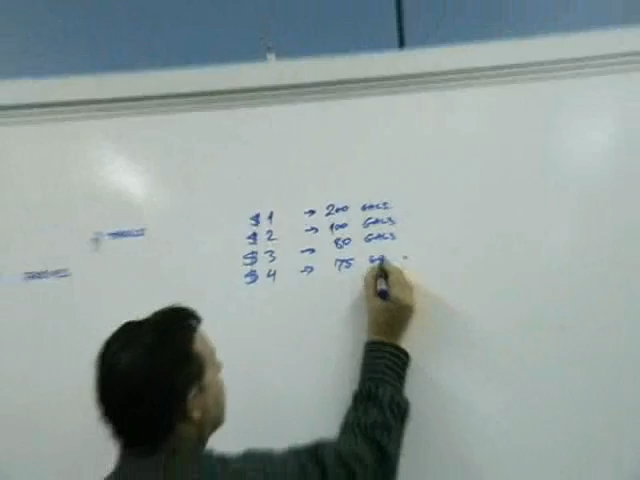 $1 → 200 GALS
$2 → 100 GALS
$3 → 80 GALS
$4 → 75